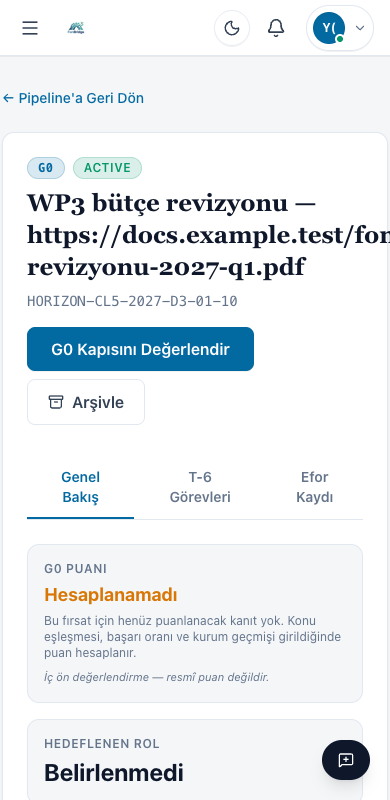 Y(
← Pipeline'a Geri Dön
G0 ACTIVE
WP3 bütçe revizyonu —
https://docs.example.test/for
revizyonu-2027-q1.pdf
HORIZON-CL5-2027-D3-01-10
G0 Kapısını Değerlendir
Arşivle
Genel Bakış
T-6 Görevleri
Efor Kaydı
G0 PUANI
Hesaplanamadı
Bu fırsat için henüz puanlanacak kanıt yok. Konu
eşleşmesi, başarı oranı ve kurum geçmişi girildiğinde
puan hesaplanır.
İç ön değerlendirme — resmî puan değildir.
HEDEFLENEN ROL
Belirlenmedi